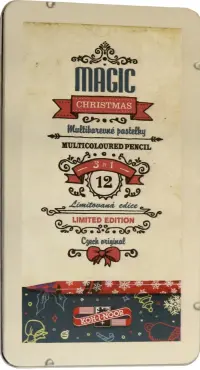 MAGIC
CHRISTMAS
Multibarevné pastelky
MULTICOLOURED PENCIL
3 in 1
12
Limitovaná edice
LIMITED EDITION
Czech original
KOH-I-NOOR